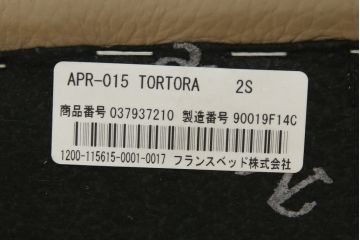 APR-015 TORTORA 2S
商品番号 037937210 製造番号 90019F14C
1200-115615-0001-0017 フランスベッド株式会社